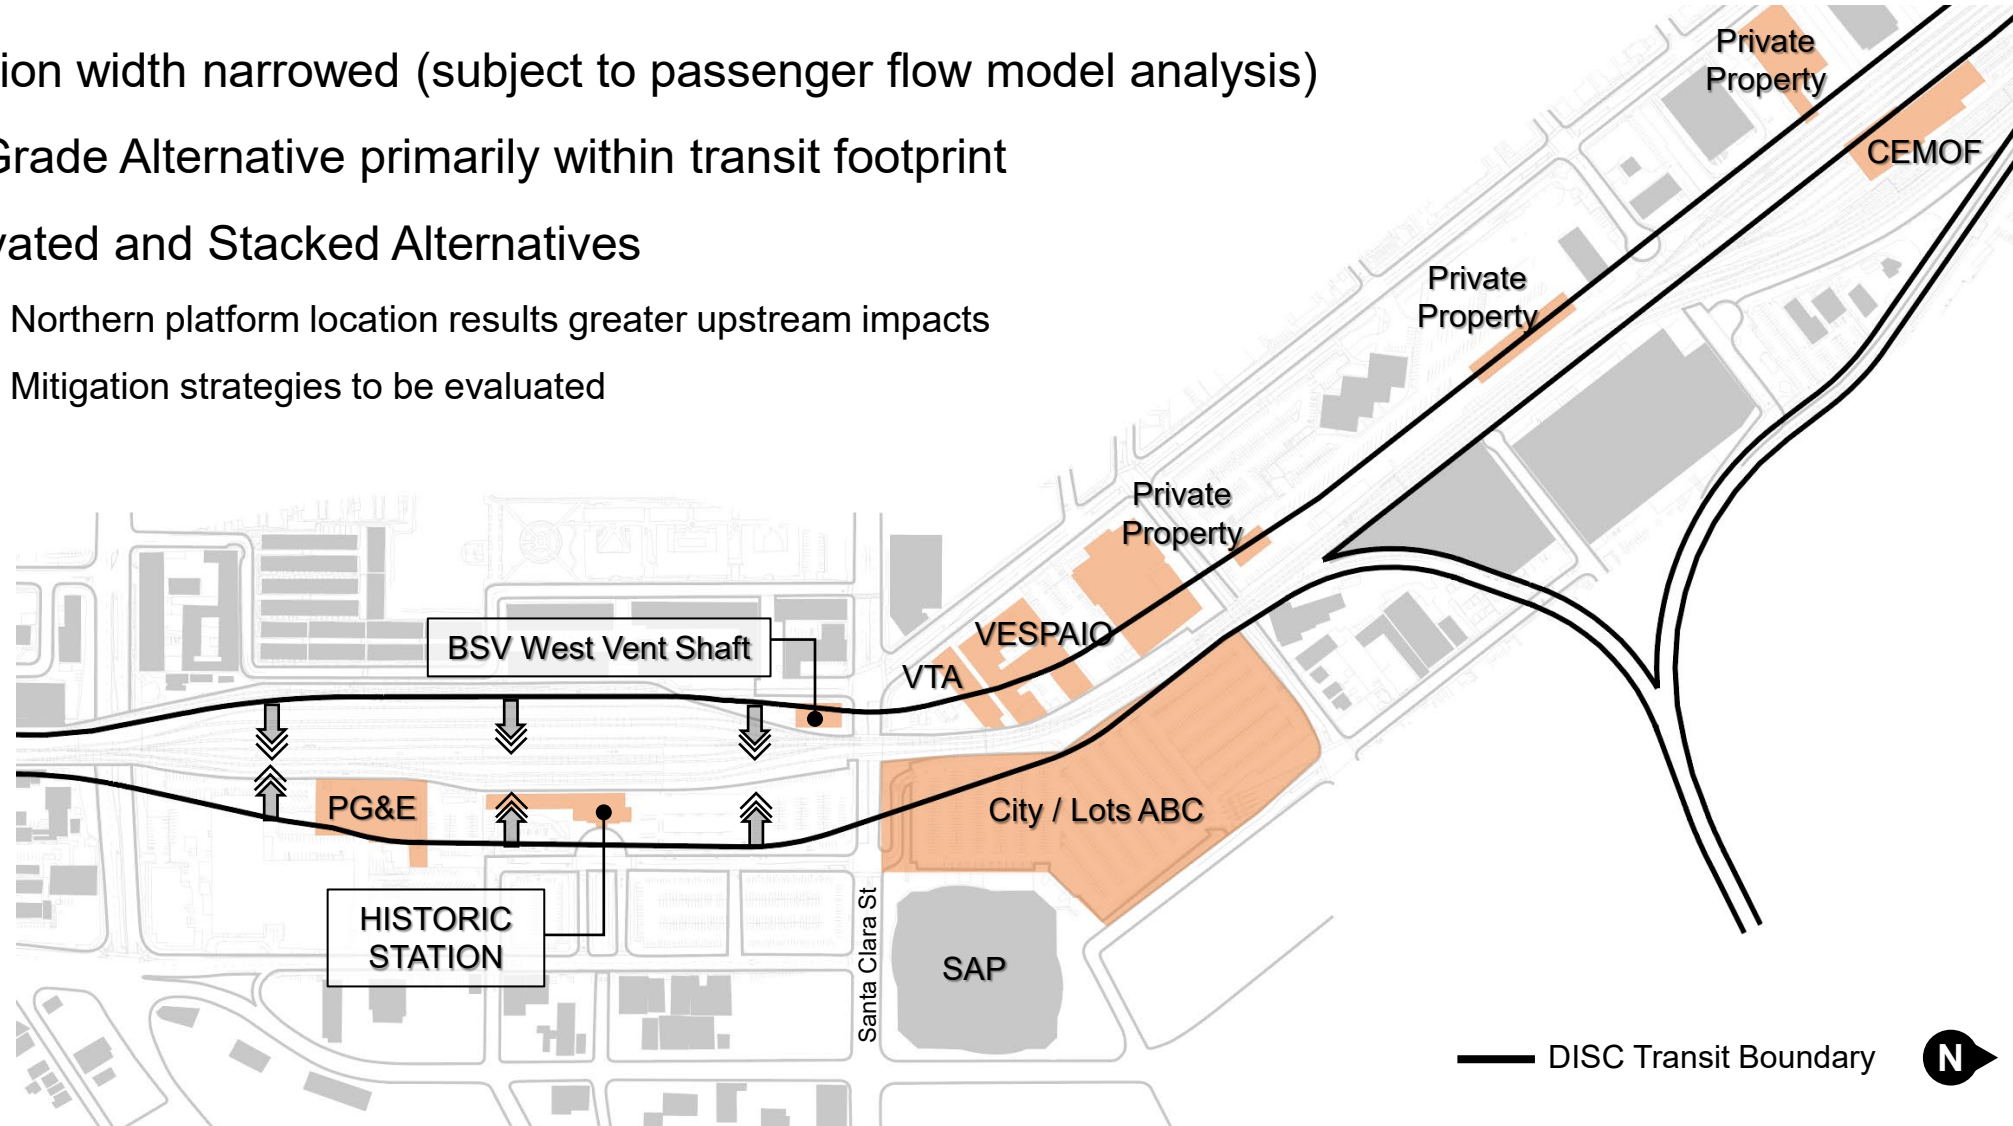 ion width narrowed (subject to passenger flow model analysis)
Grade Alternative primarily within transit footprint
vated and Stacked Alternatives
Northern platform location results greater upstream impacts
Mitigation strategies to be evaluated
Private
Property
CEMOF
Private
Property
Private
Property
BSV West Vent Shaft
VESPAIO
VTA
PG&E
City / Lots ABC
HISTORIC
STATION
Santa Clara St
SAP
DISC Transit Boundary
N